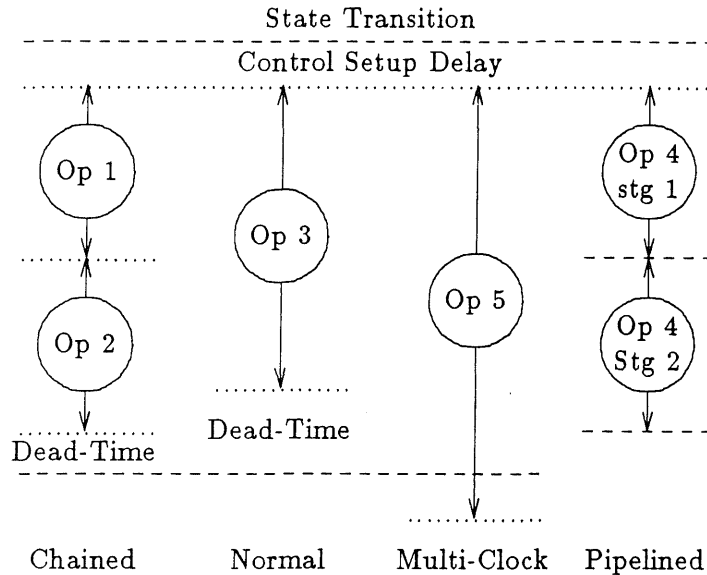 State Transition
Control Setup Delay
Op 1
Op 2
Dead-Time
Op 3
Dead-Time
Op 5
Op 4
stg 1
Op 4
Stg 2
Chained
Normal
Multi-Clock
Pipelined